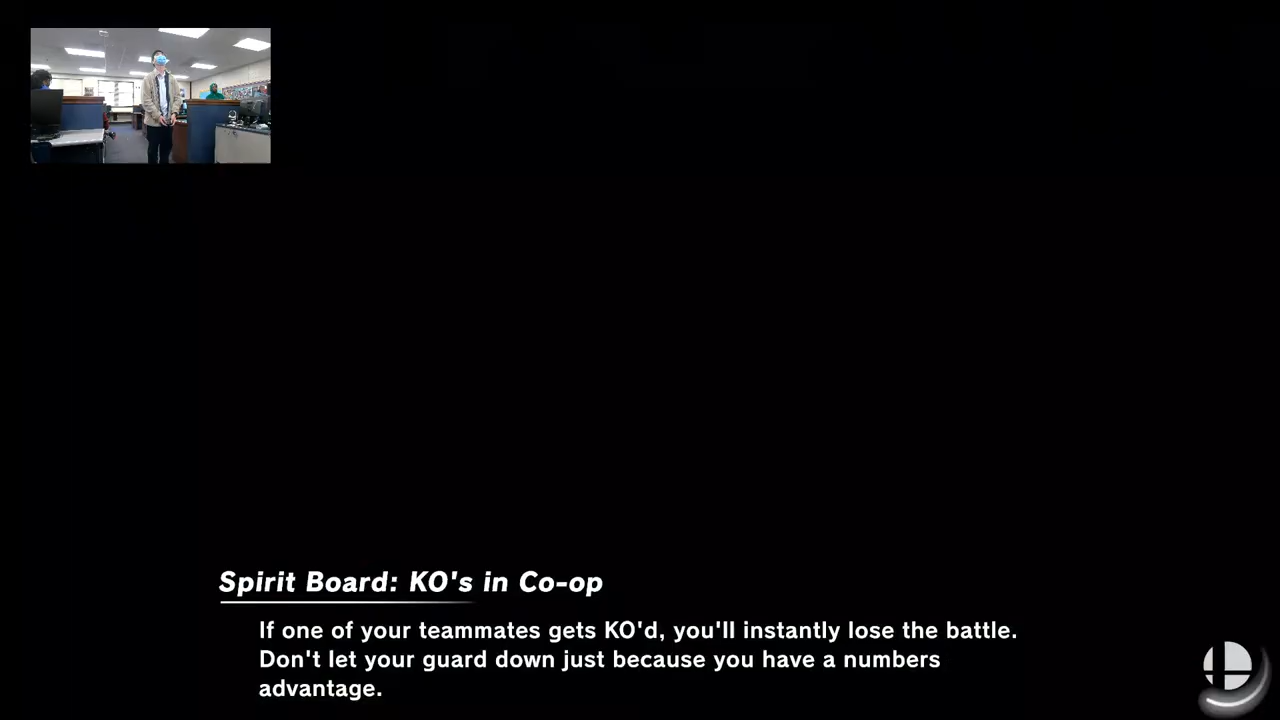 Spirit Board: KO's in Co-op
If one of your teammates gets KO'd, you'll instantly lose the battle.
Don't let your guard down just because you have a numbers
advantage.